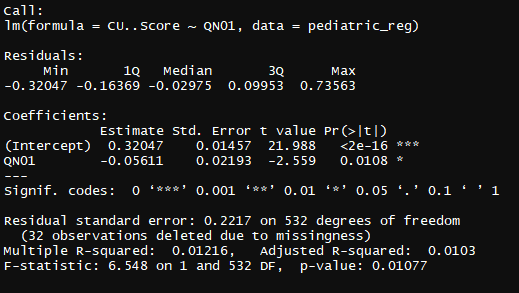 Call:
lm(formula = CU..Score ~ QN01, data = pediatric_reg)
Residuals:
Min 1Q Median 3Q Max
-0.32047 -0.16369 -0.02975 0.09953 0.73563
Coefficients:
Estimate Std. Error t value Pr(>|t|)
(Intercept) 0.32047 0.01457 21.988 <2e-16 ***
QN01 -0.05611 0.02193 -2.559 0.0108 *
---
Signif. codes: 0 ‘***’ 0.001 ‘**’ 0.01 ‘*’ 0.05 ‘.’ 0.1 ‘ ’ 1
Residual standard error: 0.2217 on 532 degrees of freedom
(32 observations deleted due to missingness)
Multiple R-squared: 0.01216, Adjusted R-squared: 0.0103
F-statistic: 6.548 on 1 and 532 DF, p-value: 0.01077